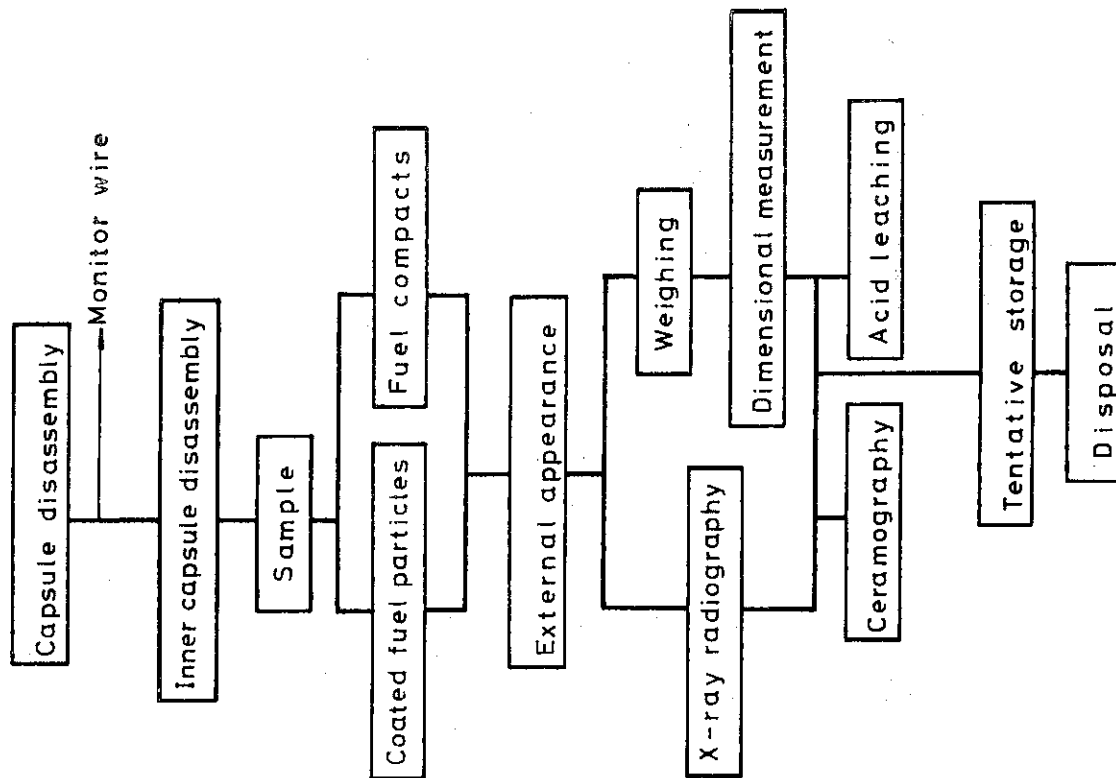 Capsule disassembly
Monitor wire
Inner capsule disassembly
Sample
Coated fuel particles
Fuel compacts
External appearance
X-ray radiography
Weighing
Dimensional measurement
Ceramography
Acid leaching
Tentative storage
Disposal